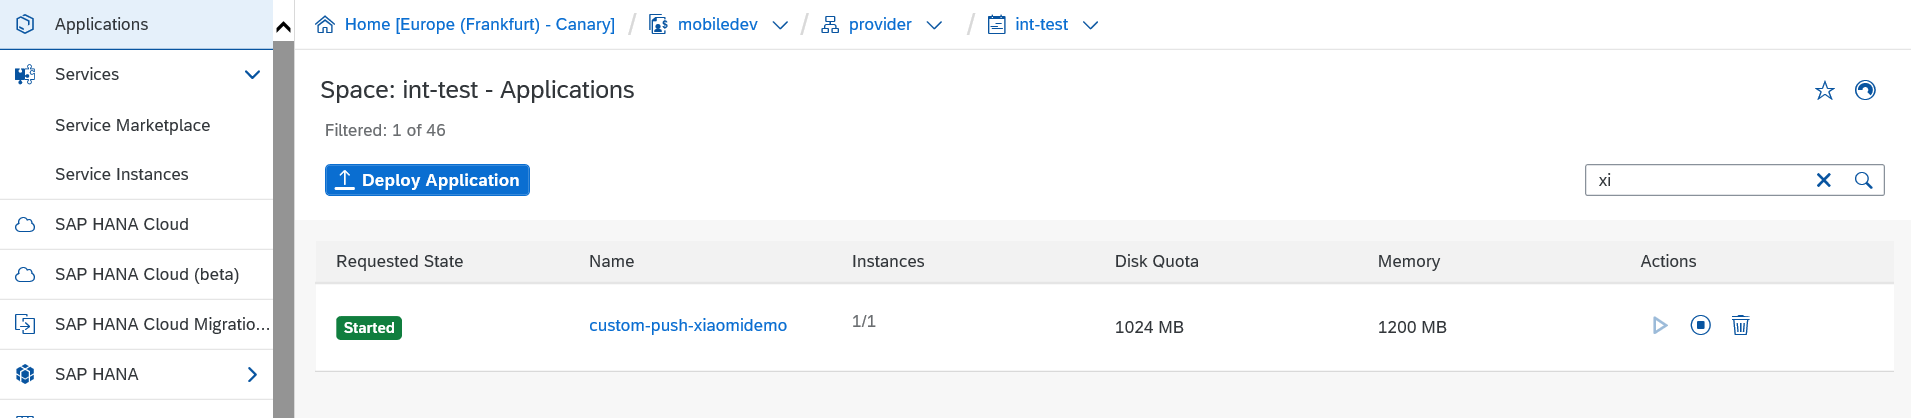 Applications
Services
Service Marketplace
Service Instances
SAP HANA Cloud
SAP HANA Cloud (beta)
SAP HANA Cloud Migratio...
SAP HANA
Home [Europe (Frankfurt) - Canary] / mobiledev / provider / int-test
Space: int-test - Applications
Filtered: 1 of 46
Deploy Application
xi
Requested State Name Instances Disk Quota Memory Actions
Started custom-push-xiaomidemo 1/1 1024 MB 1200 MB